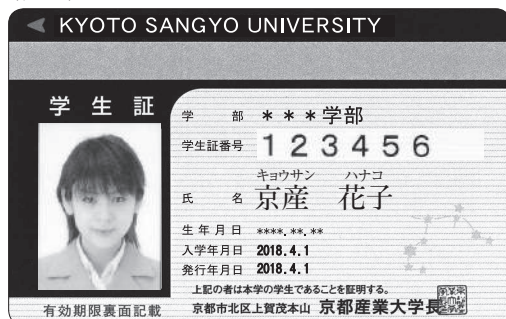 KYOTO SANGYO UNIVERSITY
学生証
学 部 ＊＊＊学部
学生証番号 123456
キョウサン ハナコ
氏 名 京産 花子
生年月日 ****.**.**
入学年月日 2018.4.1
発行年月日 2018.4.1
上記の者は本学の学生であることを証明する。
有効期限裏面記載
京都市北区上賀茂本山 京都産業大学長